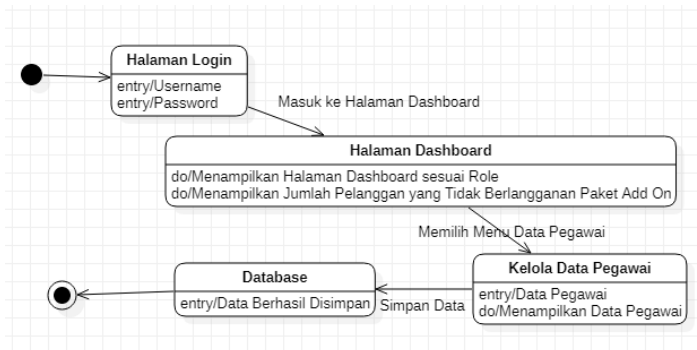 Halaman Login
entry/Username
entry/Password
Masuk ke Halaman Dashboard
Halaman Dashboard
do/Menampilkan Halaman Dashboard sesuai Role
do/Menampilkan Jumlah Pelanggan yang Tidak Berlangganan Paket Add On
Memilih Menu Data Pegawai
Kelola Data Pegawai
entry/Data Pegawai
do/Menampilkan Data Pegawai
Simpan Data
Database
entry/Data Berhasil Disimpan